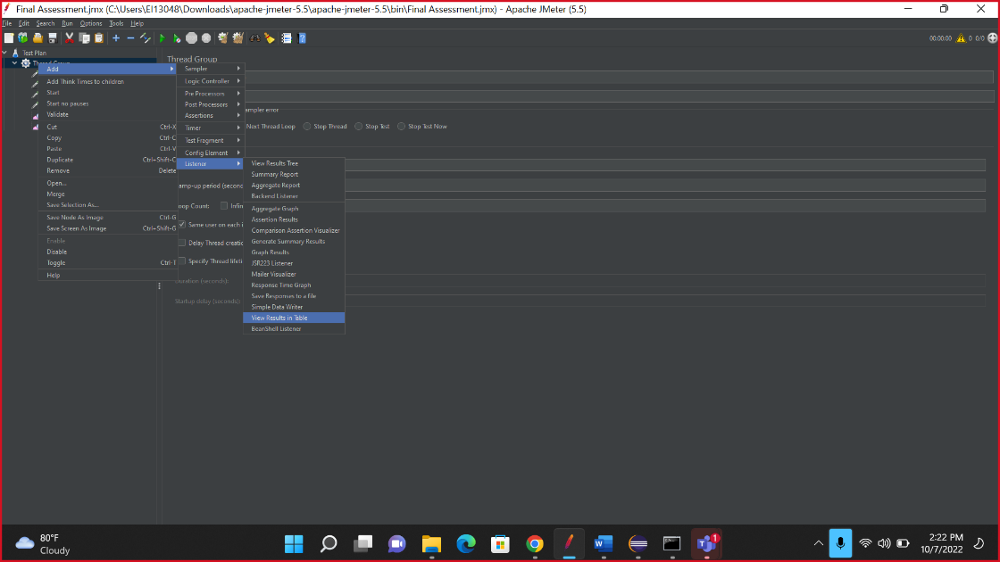 Final Assessment.jmx (C:\Users\EI13048\Downloads\apache-jmeter-5.5\apache-jmeter-5.5\bin\Final Assessment.jmx) - Apache JMeter (5.5)
File Edit Search Run Options Tools Help
00:00:00 0 0/0
Test Plan
Thread Group
Add
Add Think Times to children
Start
Start no pauses
Validate
Cut Ctrl-X
Copy Ctrl-C
Paste Ctrl-V
Duplicate Ctrl+Shift-C
Remove Delete
Open...
Merge
Save Selection As...
Save Node As Image Ctrl-G
Save Screen As Image Ctrl+Shift-G
Enable
Disable
Toggle Ctrl-T
Help
Sampler
Logic Controller
Pre Processors
Post Processors
Assertions
Timer
Test Fragment
Config Element
Listener
View Results Tree
Summary Report
Aggregate Report
Backend Listener
Aggregate Graph
Assertion Results
Comparison Assertion Visualizer
Generate Summary Results
Graph Results
JSR223 Listener
Mailer Visualizer
Response Time Graph
Save Responses to a file
Simple Data Writer
View Results in Table
BeanShell Listener
Thread Group
ampler error
Next Thread Loop Stop Thread Stop Test Stop Test Now
amp-up period (second
oop Count: Infin
Same user on each i
Delay Thread creatio
Specify Thread lifeti
Duration (seconds):
Startup delay (seconds):
80°F
Cloudy
1
2:22 PM
10/7/2022